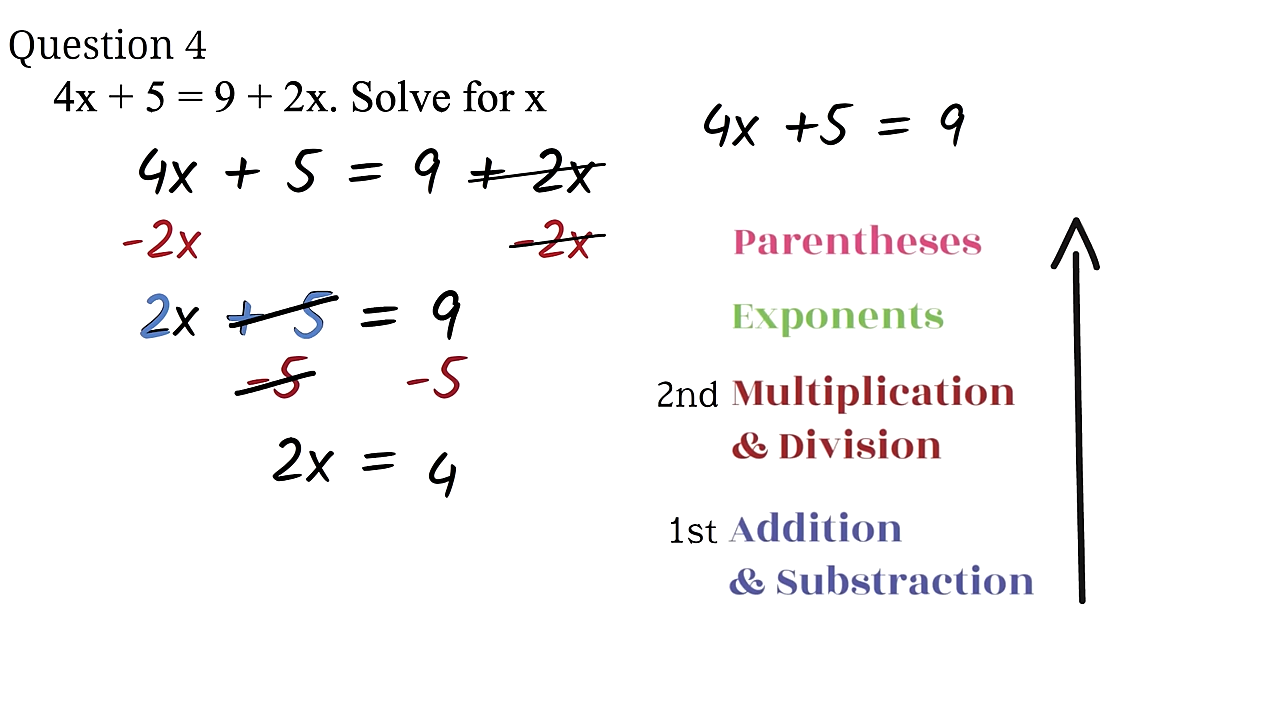 Question 4
4x + 5 = 9 + 2x. Solve for x
4x + 5 = 9 + 2x
-2x -2x
2x + 5 = 9
-5 -5
2x = 4
4x +5 = 9
Parentheses
Exponents
2nd Multiplication
& Division
1st Addition
& Substraction